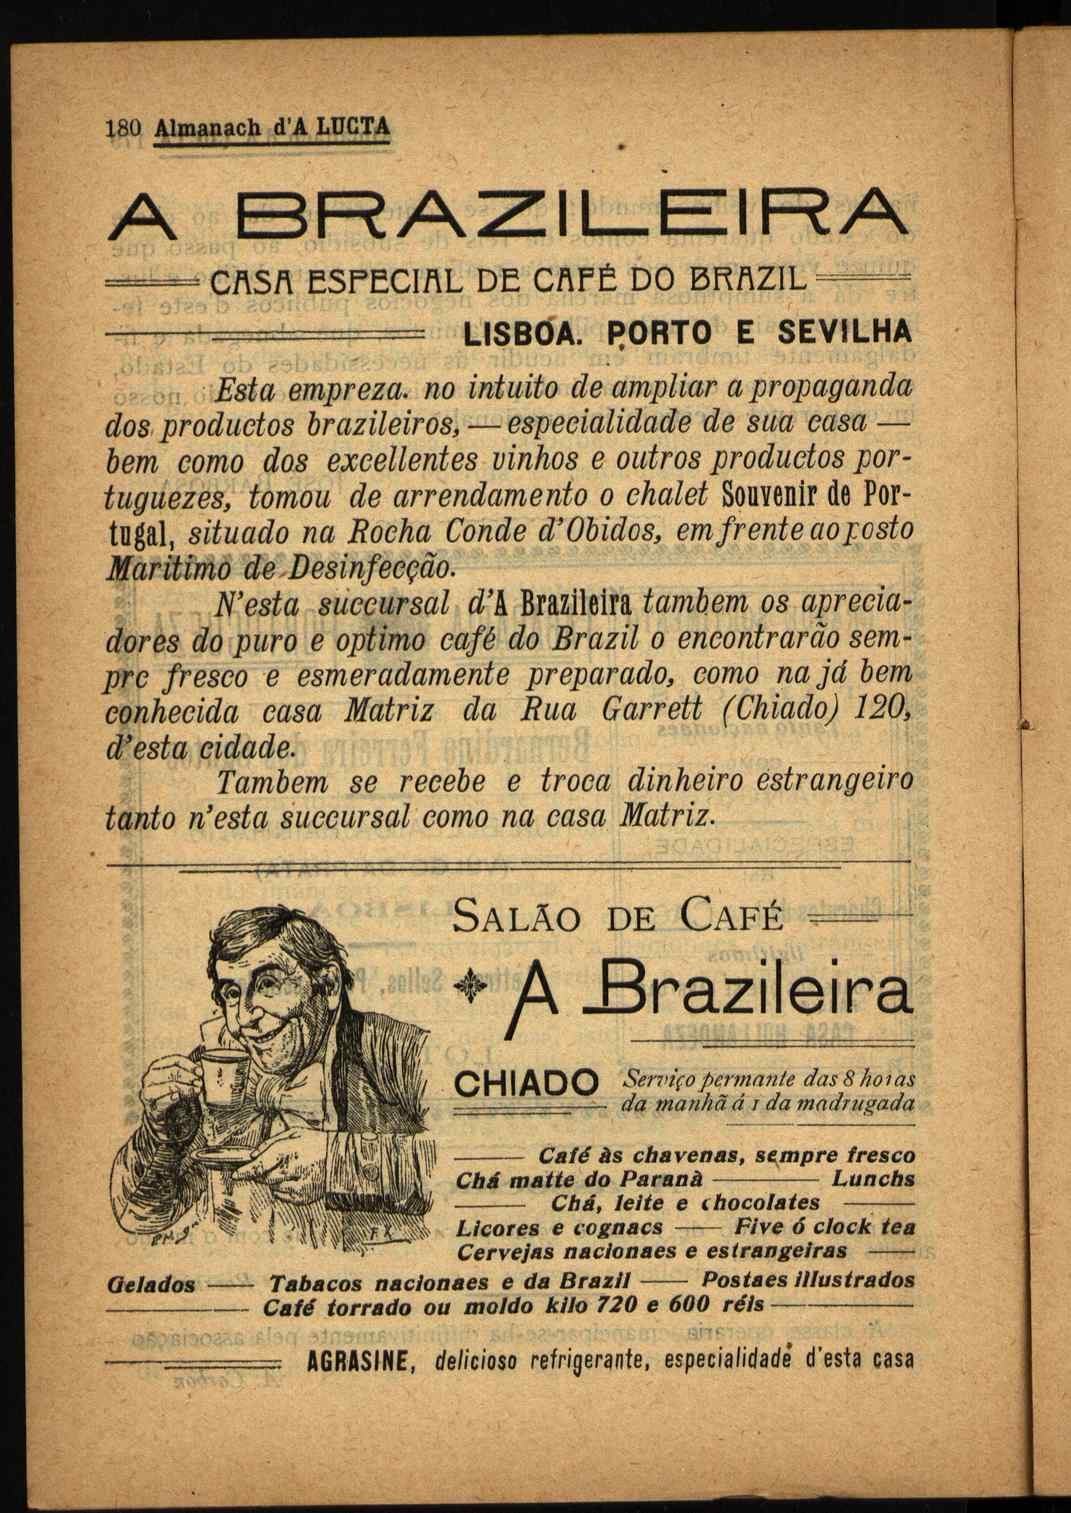 180 Almanach d'A LUCTA
A BRAZILEIRA
CASA ESPECIAL DE CAFÉ DO BRAZIL
LISBOA. PORTO E SEVILHA
Esta empreza. no intuito de ampliar a propaganda
dos productos brazileiros, — especialidade de sua casa —
bem como dos excellentes vinhos e outros productos por-
tuguezes, tomou de arrendamento o chalet Souvenir de Por-
tugal, situado na Rocha Conde d'Obidos, em frente ao posto
Maritimo de Desinfecção.
N'esta succursal d'A Brazileira tambem os aprecia-
dores do puro e optimo café do Brazil o encontrarão sem-
pre fresco e esmeradamente preparado, como na já bem
conhecida casa Matriz da Rua Garrett (Chiado) 120,
d'esta cidade.
Tambem se recebe e troca dinheiro estrangeiro
tanto n'esta succursal como na casa Matriz.
SALÃO DE CAFÉ
A Brazileira
CHIADO Serviço permante das 8 horas
da manhã á 1 da madrugada
Café às chavenas, sempre fresco
Chá matte do Paranà — Lunchs
Chá, leite e chocolates
Licores e cognacs — Five ó clock tea
Cervejas nacionaes e estrangeiras
Gelados — Tabacos nacionaes e da Brazil — Postaes illustrados
Café torrado ou moido kilo 720 e 600 réis
AGRASINE, delicioso refrigerante, especialidade d'esta casa